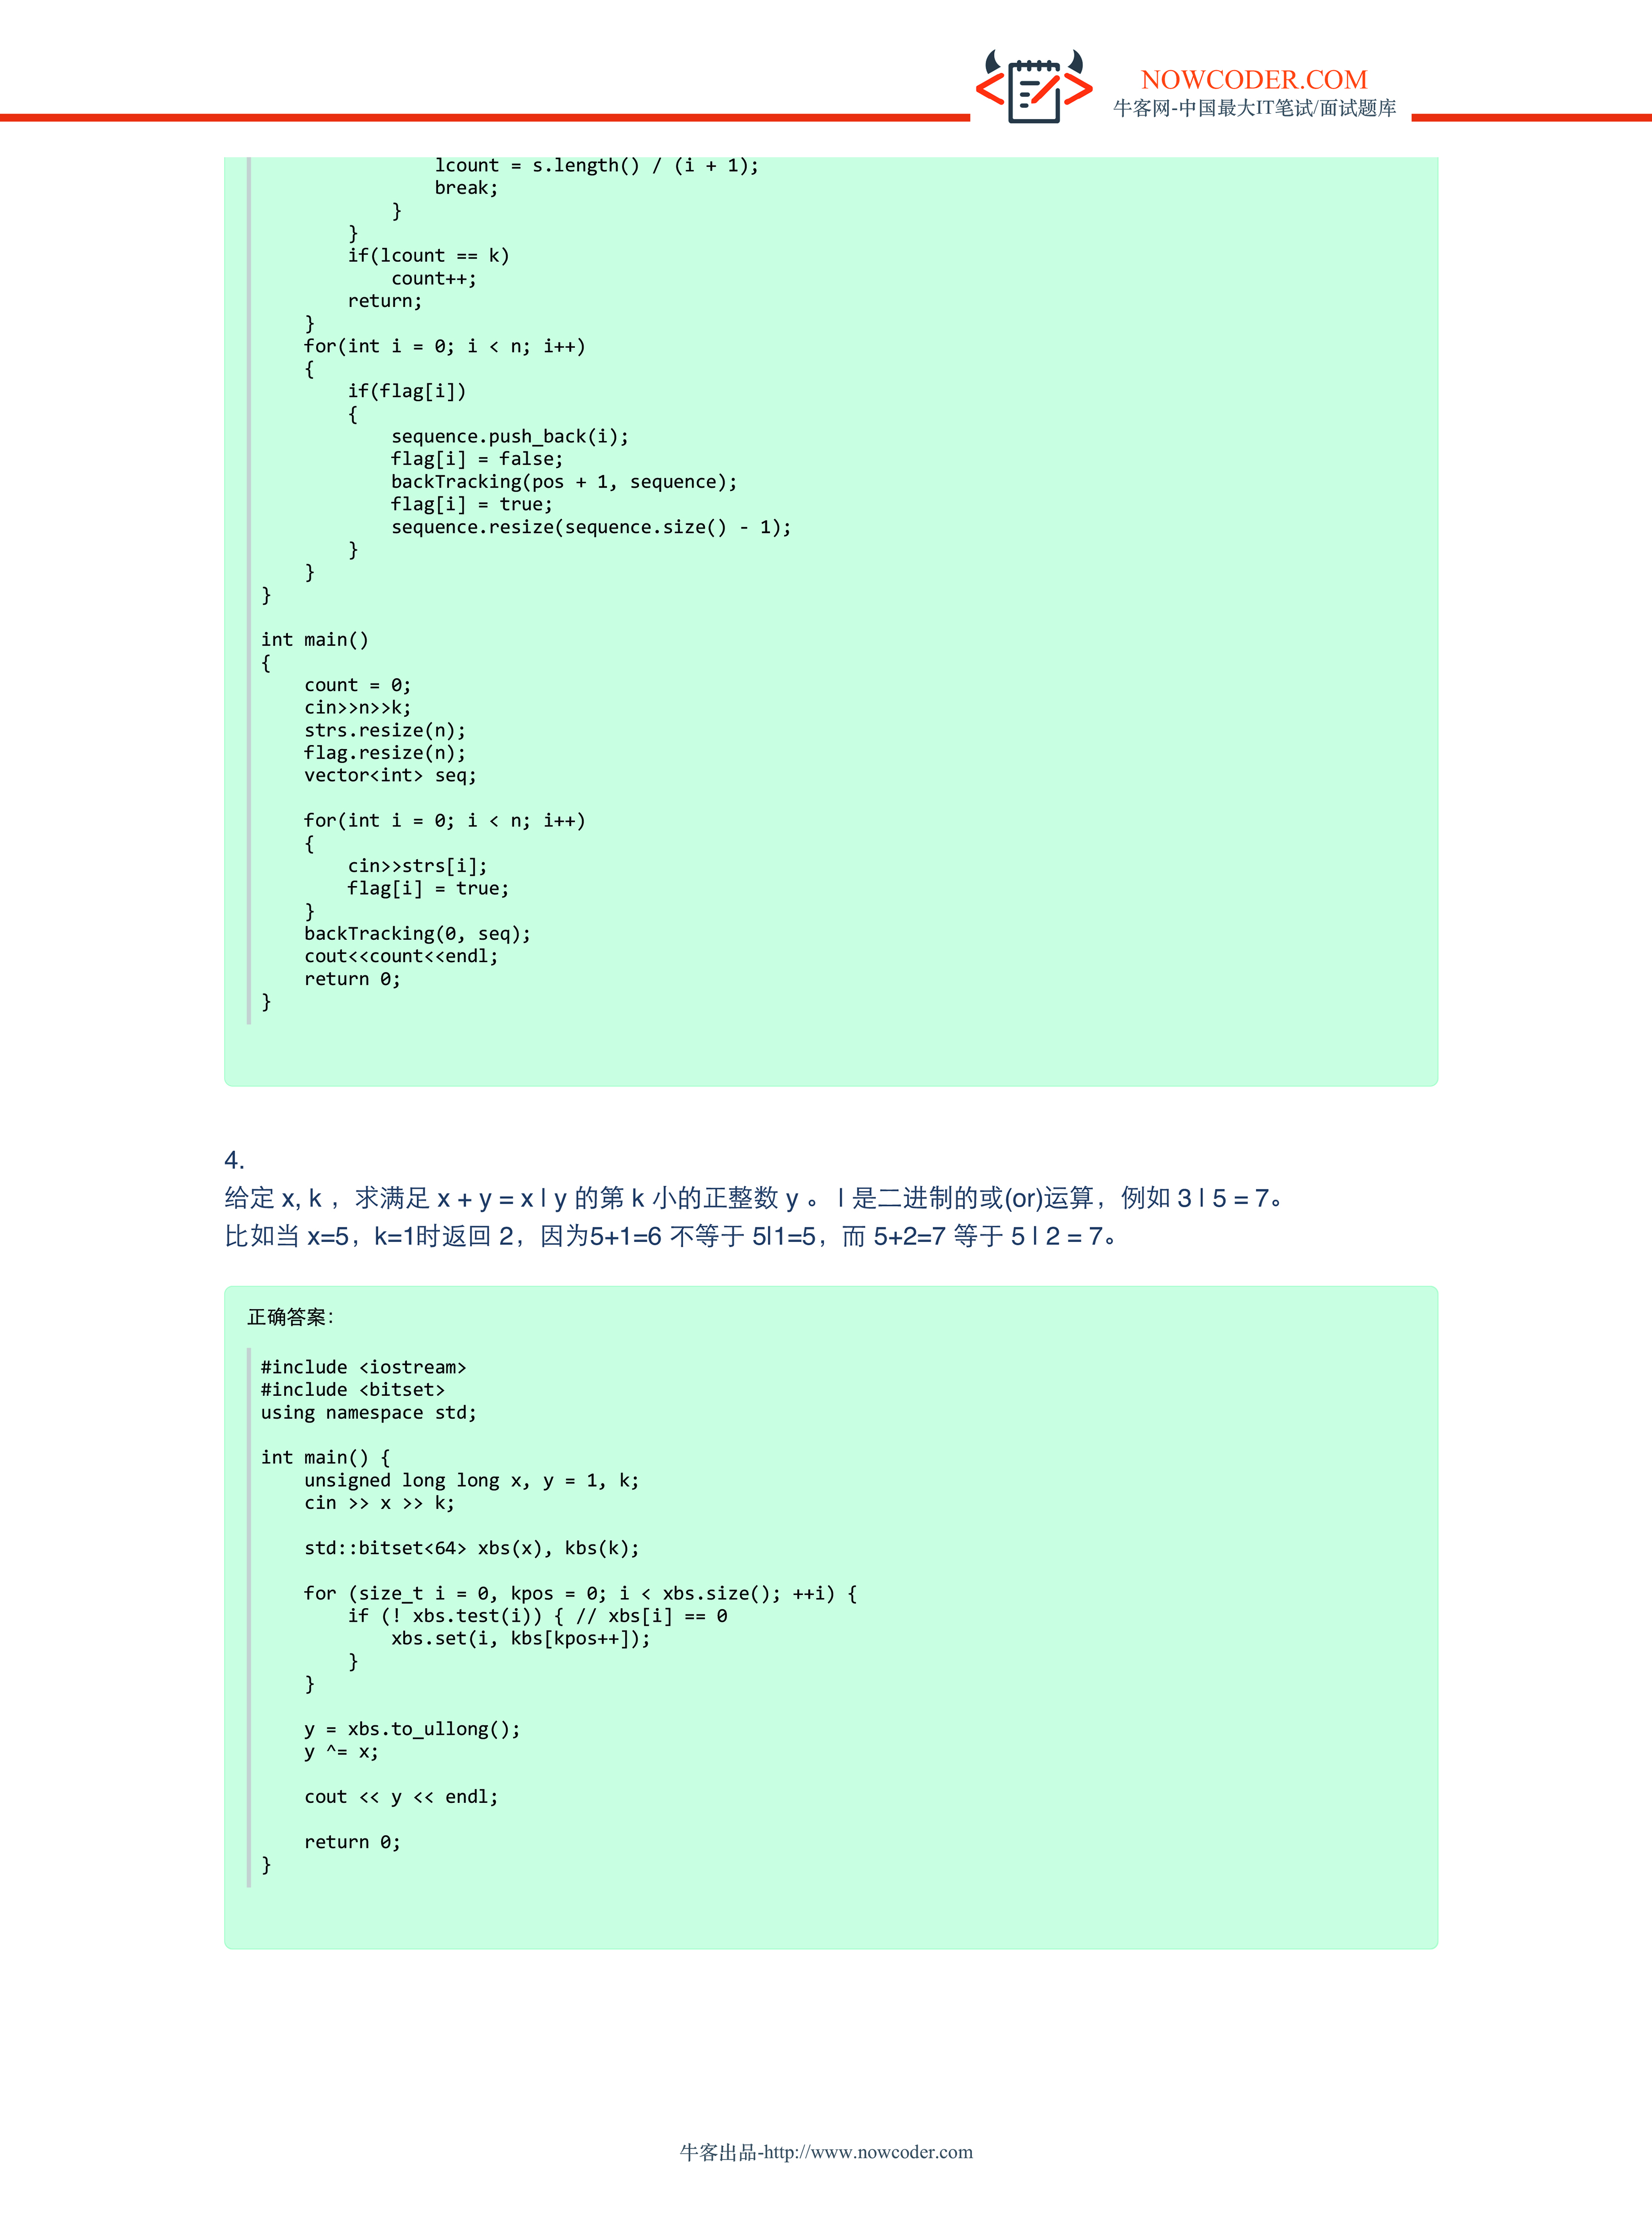 NOWCODER.COM
牛客网-中国最大IT笔试/面试题库
                lcount = s.length() / (i + 1);
                break;
            }
        }
        if(lcount == k)
            count++;
        return;
    }
    for(int i = 0; i < n; i++)
    {
        if(flag[i])
        {
            sequence.push_back(i);
            flag[i] = false;
            backTracking(pos + 1, sequence);
            flag[i] = true;
            sequence.resize(sequence.size() - 1);
        }
    }
}

int main()
{
    count = 0;
    cin>>n>>k;
    strs.resize(n);
    flag.resize(n);
    vector<int> seq;

    for(int i = 0; i < n; i++)
    {
        cin>>strs[i];
        flag[i] = true;
    }
    backTracking(0, seq);
    cout<<count<<endl;
    return 0;
}

4.
给定 x, k ，求满足 x + y = x | y 的第 k 小的正整数 y 。 | 是二进制的或(or)运算，例如 3 | 5 = 7。
比如当 x=5，k=1时返回 2，因为5+1=6 不等于 5|1=5，而 5+2=7 等于 5 | 2 = 7。

正确答案:
#include <iostream>
#include <bitset>
using namespace std;

int main() {
    unsigned long long x, y = 1, k;
    cin >> x >> k;

    std::bitset<64> xbs(x), kbs(k);

    for (size_t i = 0, kpos = 0; i < xbs.size(); ++i) {
        if (! xbs.test(i)) { // xbs[i] == 0
            xbs.set(i, kbs[kpos++]);
        }
    }

    y = xbs.to_ullong();
    y ^= x;

    cout << y << endl;

    return 0;
}

牛客出品-http://www.nowcoder.com